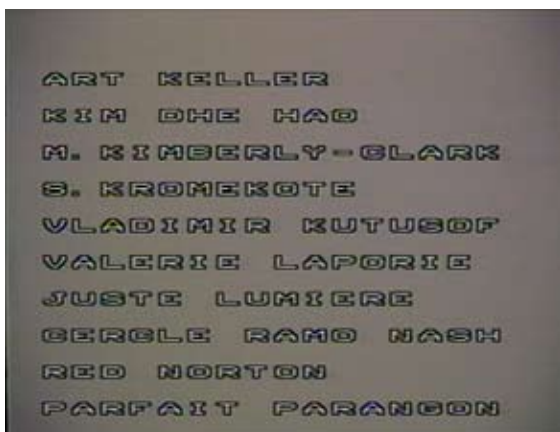 ART KELLER
KIM DHE HAO
M. KIMBERLY-CLARK
S. KROMEKOTE
VLADIMIR KUTUSOF
VALERIE LAPORIE
JUSTE LUMIERE
CERCLE RAMO NASH
RED NORTON
PARFAIT PARANGON